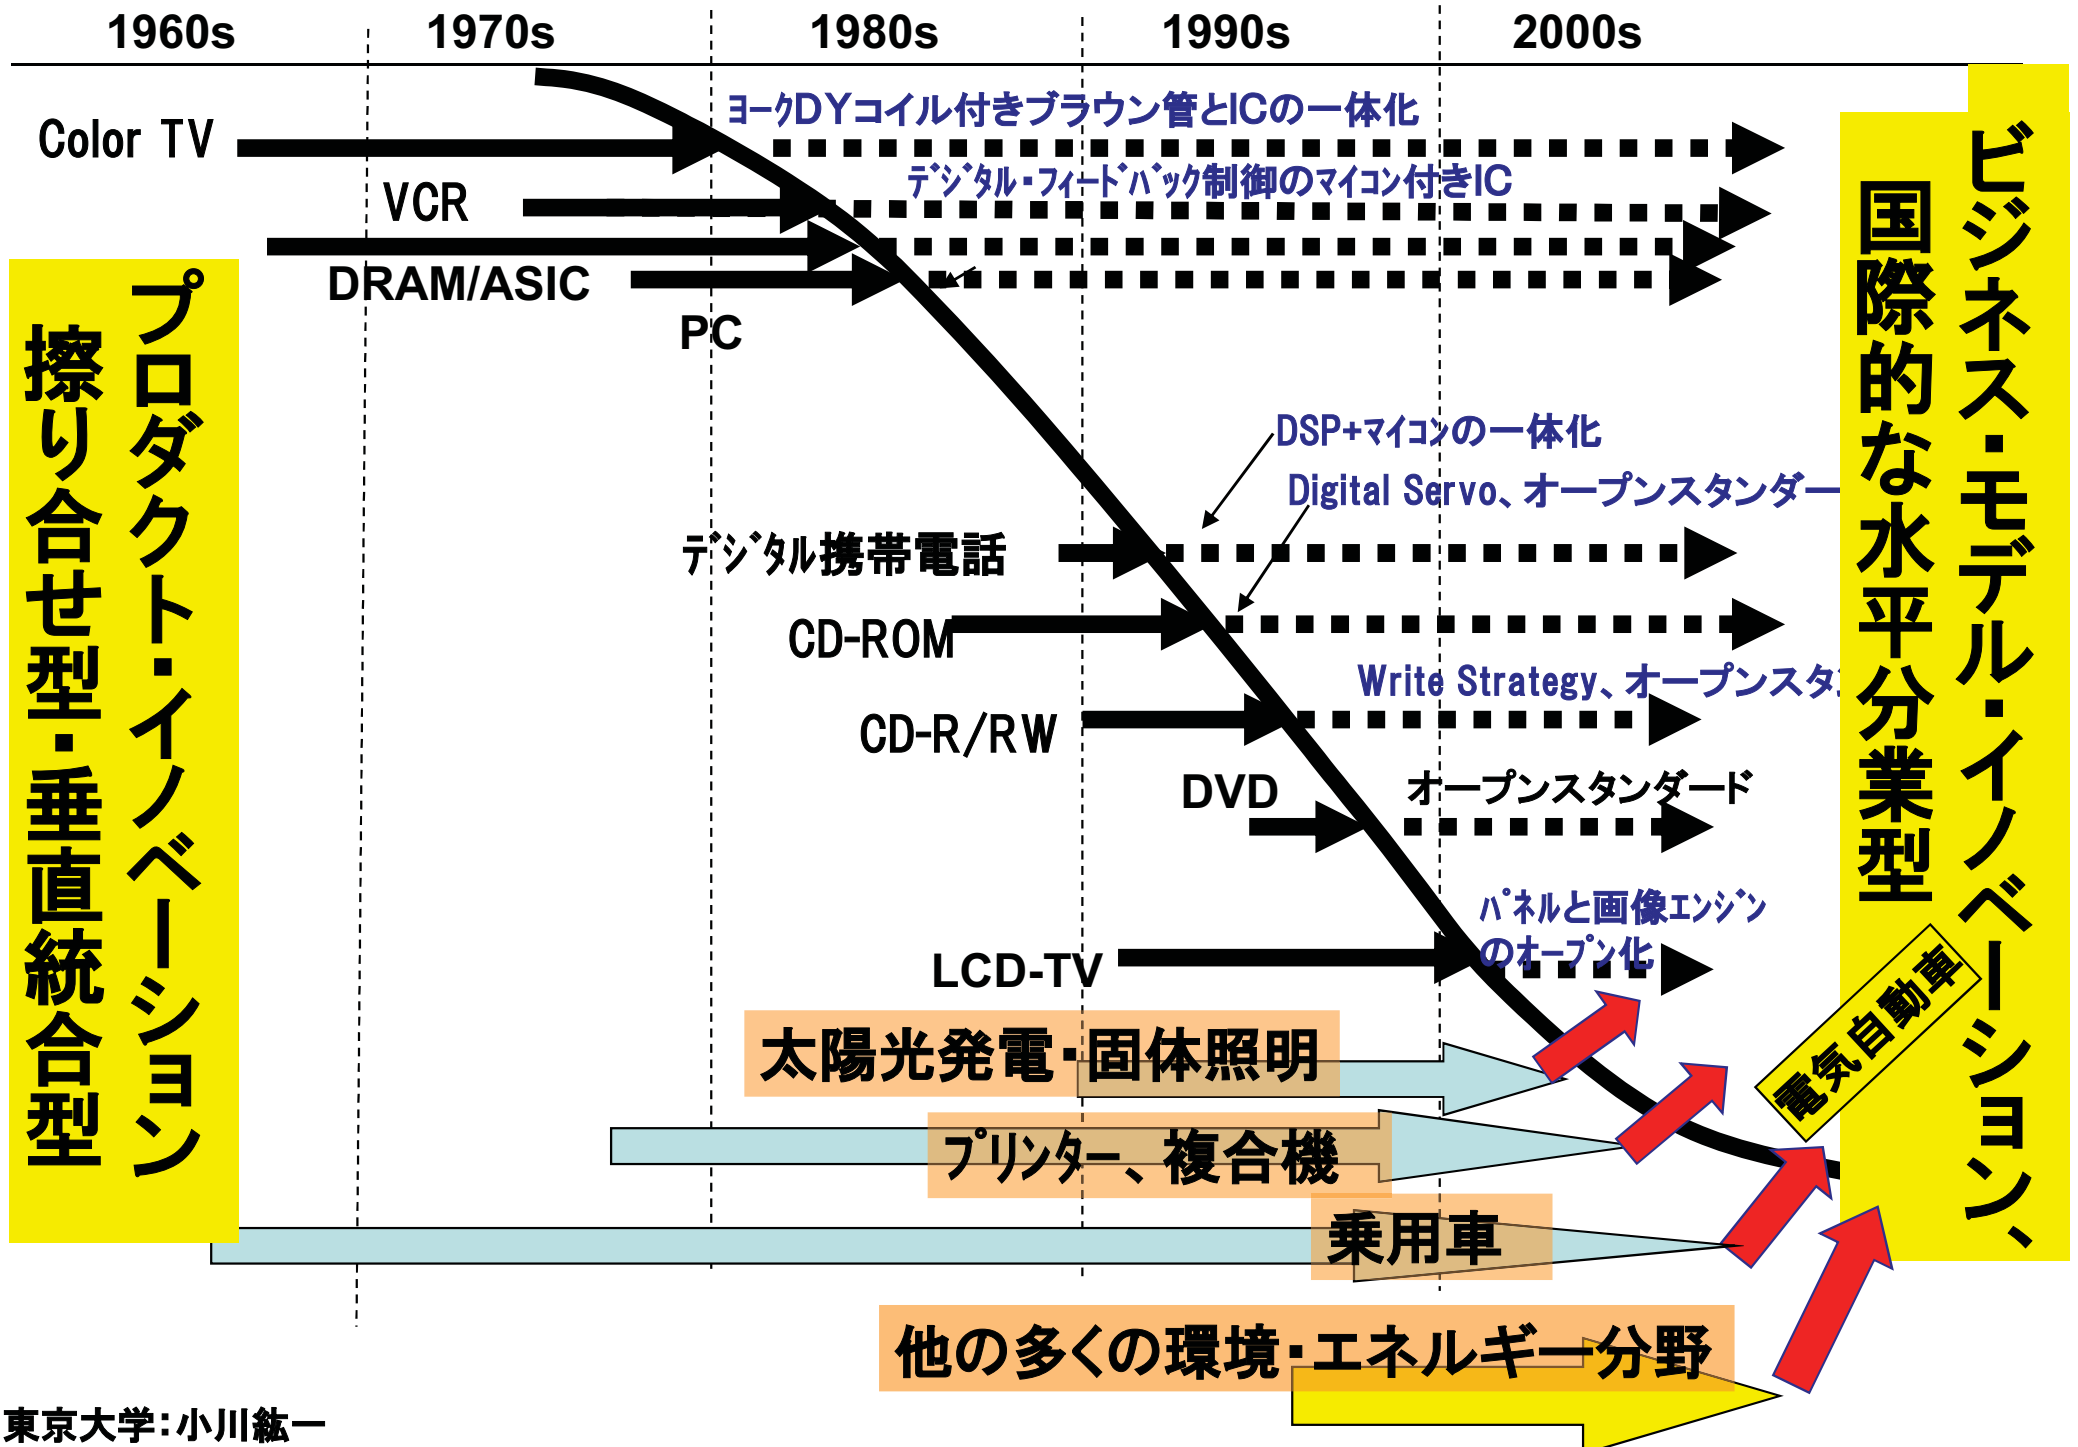 1960s 1970s 1980s 1990s 2000s
Color TV
ﾖｰｸDYコイル付きブラウン管とICの一体化
VCR
ﾃﾞｼﾞﾀﾙ・ﾌｨｰﾄﾞﾊﾞｯｸ制御のﾏｲｺﾝ付きIC
DRAM/ASIC
PC
プロダクト・イノベーション
擦り合せ型・垂直統合型
ビジネス・モデル・イノベーション、
国際的な水平分業型
DSP+ﾏｲｺﾝの一体化
Digital Servo、オープンスタンダー
ﾃﾞｼﾞﾀﾙ携帯電話
CD-ROM
Write Strategy、オープンスタン
CD-R/RW
DVD
オープンスタンダード
ﾊﾟﾈﾙと画像ｴﾝｼﾞﾝ
のｵｰﾌﾟﾝ化
LCD-TV
電気自動車
太陽光発電・固体照明
ﾌﾟﾘﾝﾀｰ、複合機
乗用車
他の多くの環境・エネルギー分野
東京大学：小川紘一